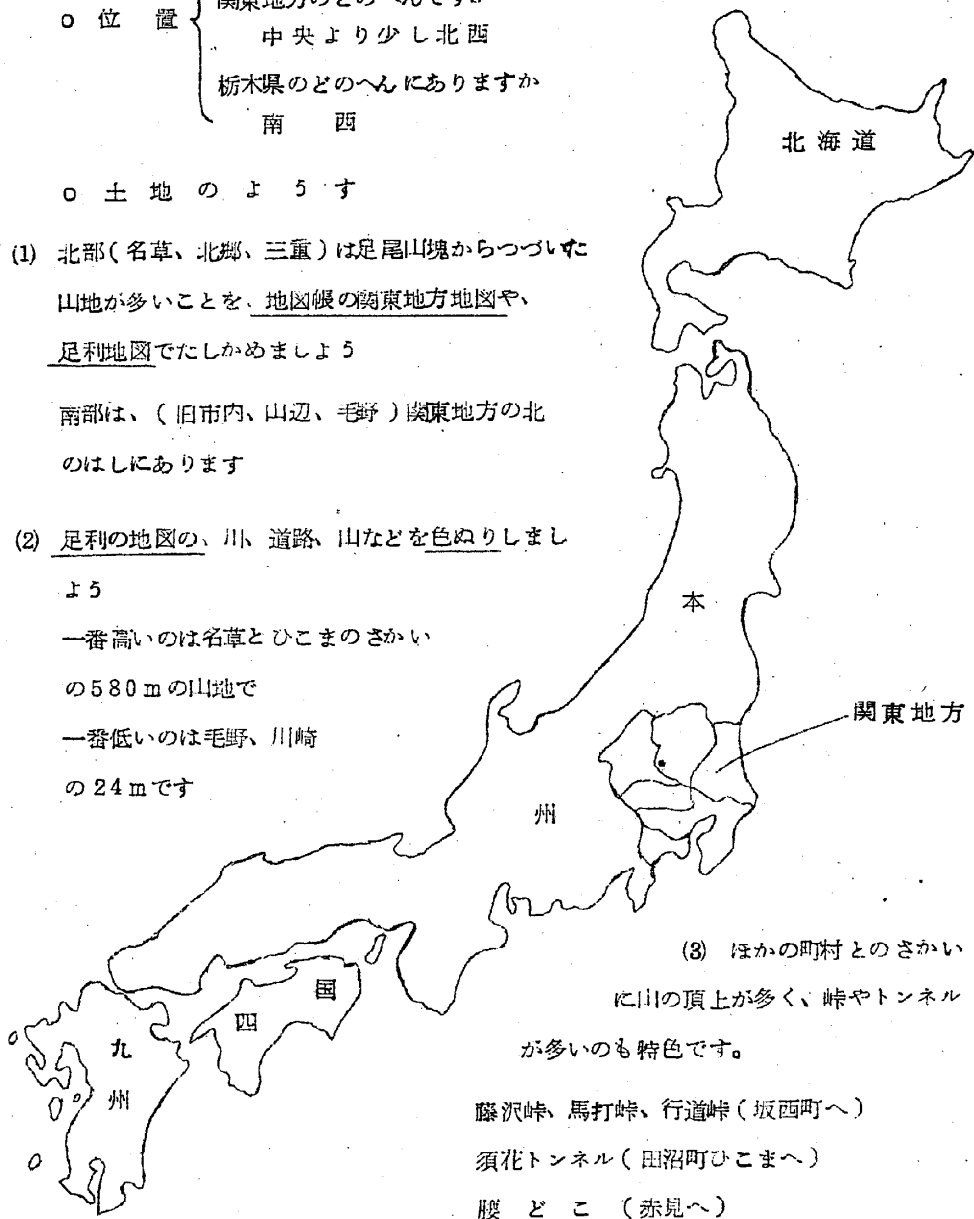 関東地方のどのへんですか
o 位置
中央より少し北西
栃木県のどのへんにありますか
南西
o 土地のようす
(1) 北部(名草、北郷、三重)は足尾山塊からつづいた
山地が多いことを、地図帳の関東地方地図や、
足利地図でたしかめましよう
南部は、(旧市内、山辺、毛野)関東地方の北
のはしにあります
(2) 足利の地図の、川、道路、山などを色ぬりしまし
よう
一番高いのは名草とひこまのさかい
の580mの山地で
一番低いのは毛野、川崎
の24mです
北海道
本
州
関東地方
四国
九州
(3) ほかの町村とのさかい
に山の頂上が多く、峠やトンネル
が多いのも特色です。
藤沢峠、馬打峠、行道峠(坂西町へ)
須花トンネル(田沼町ひこまへ)
どこ(赤見へ)